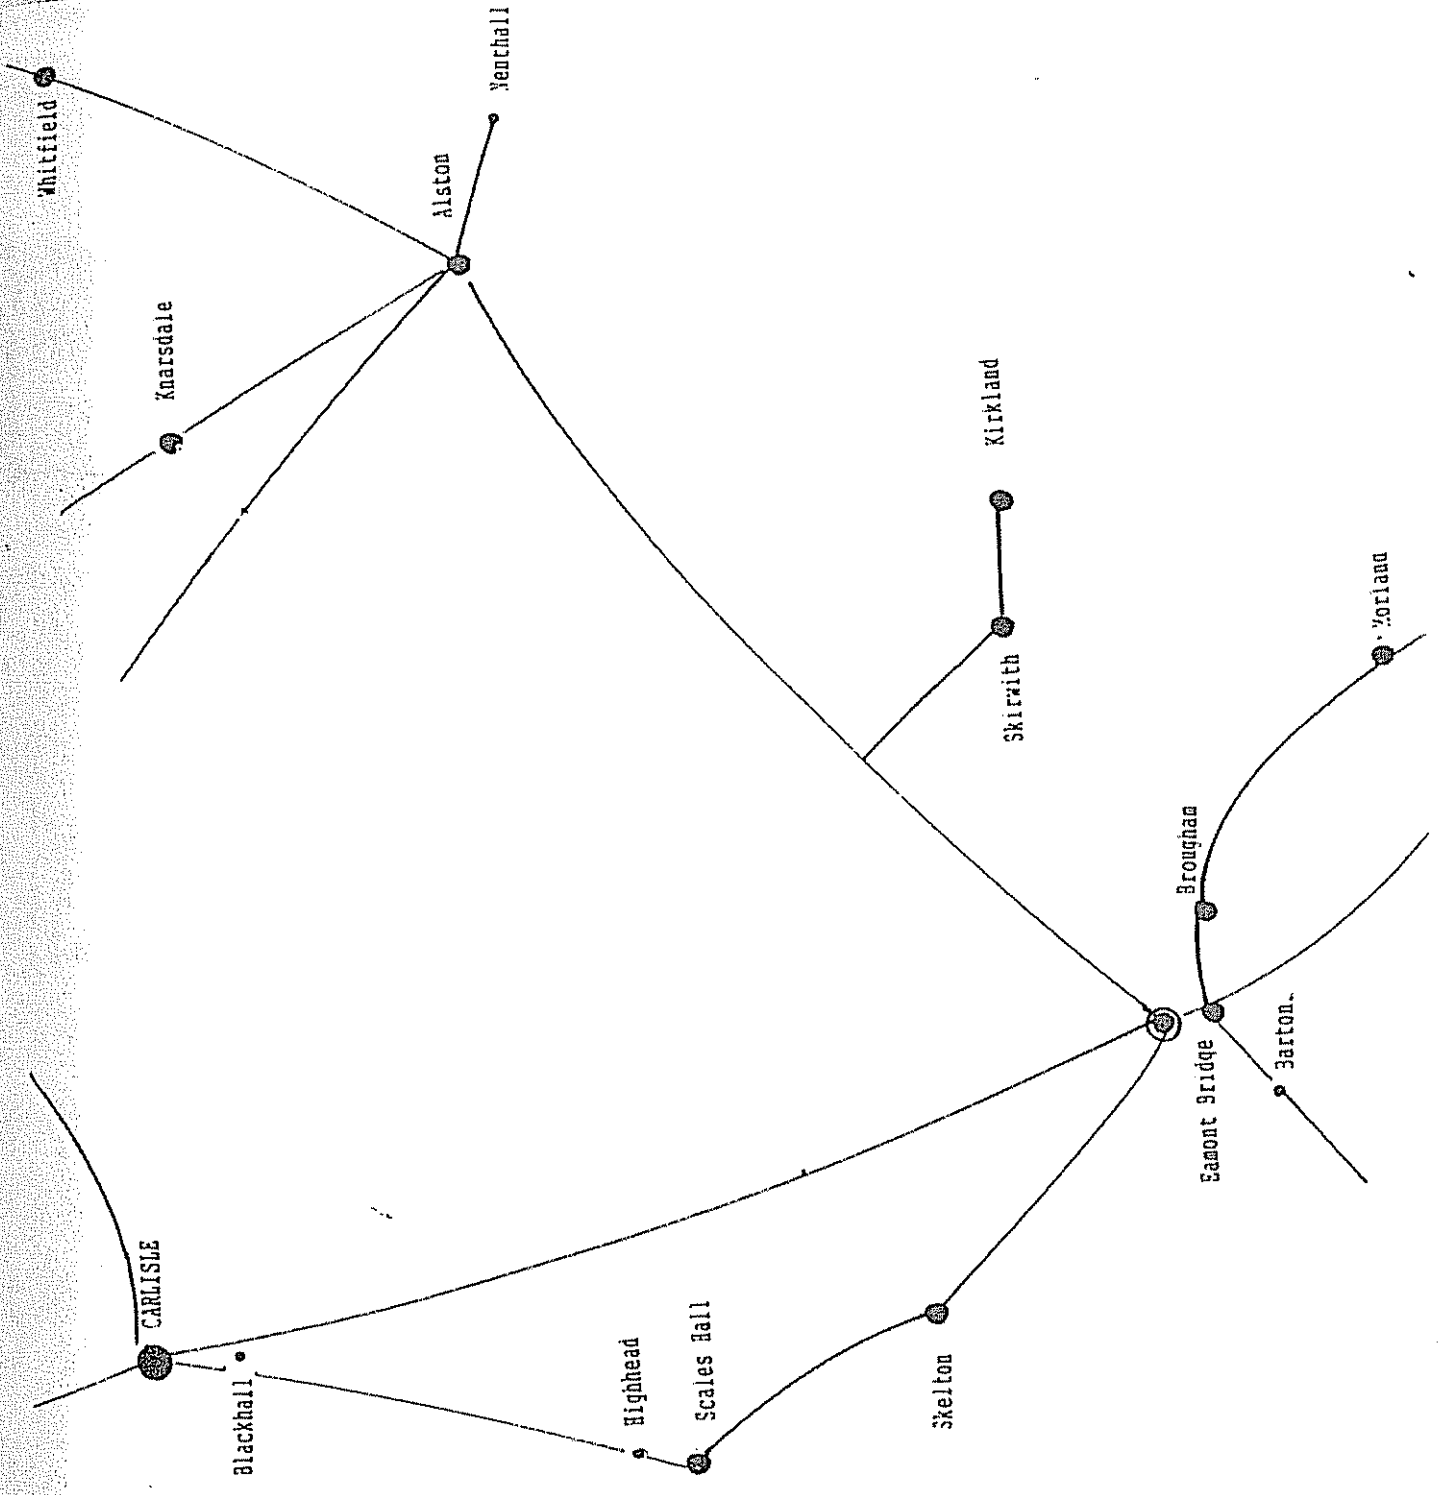 Whitfield
Nenthall
Alston
Knarsdale
Kirkland
Skirwith
Morland
Brougham
Eamont Bridge
Barton
CARLISLE
Blackhall
Highhead
Scales Hall
Skelton